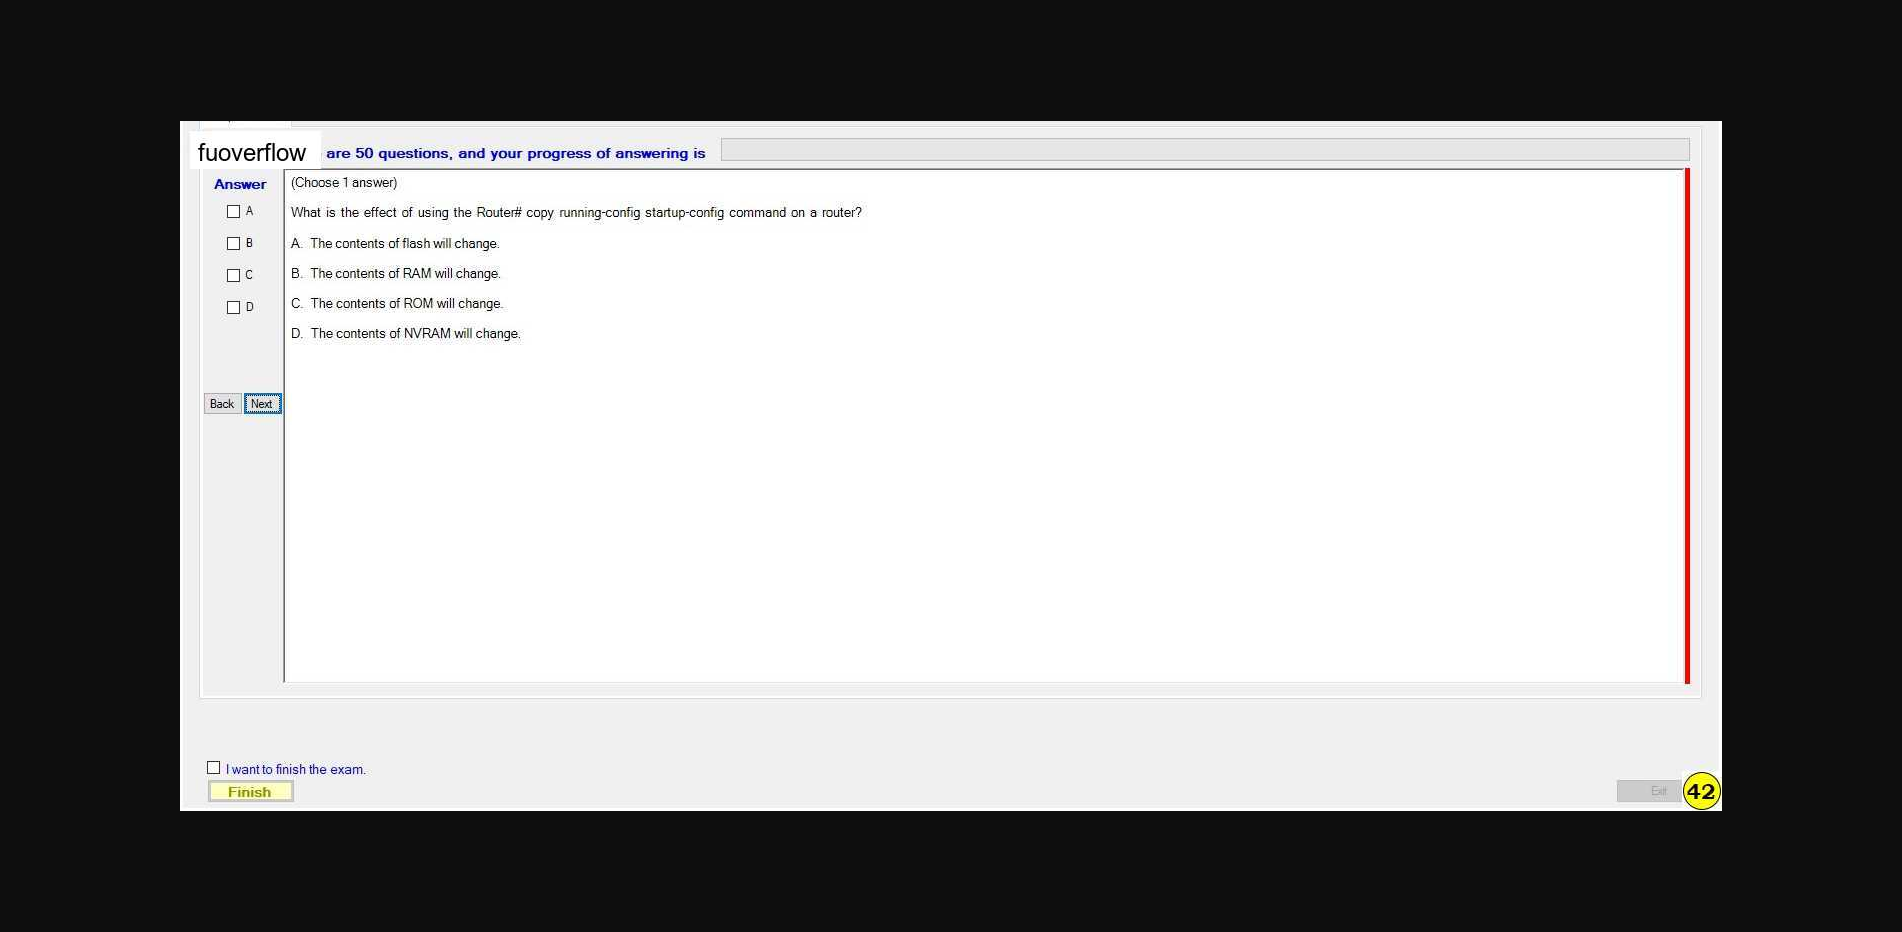 fuoverflow are 50 questions, and your progress of answering is
Answer
(Choose 1 answer)
A
What is the effect of using the Router# copy running-config startup-config command on a router?
B
A. The contents of flash will change.
C
B. The contents of RAM will change.
D
C. The contents of ROM will change.
D. The contents of NVRAM will change.
Back Next
I want to finish the exam.
Finish
Exit
42